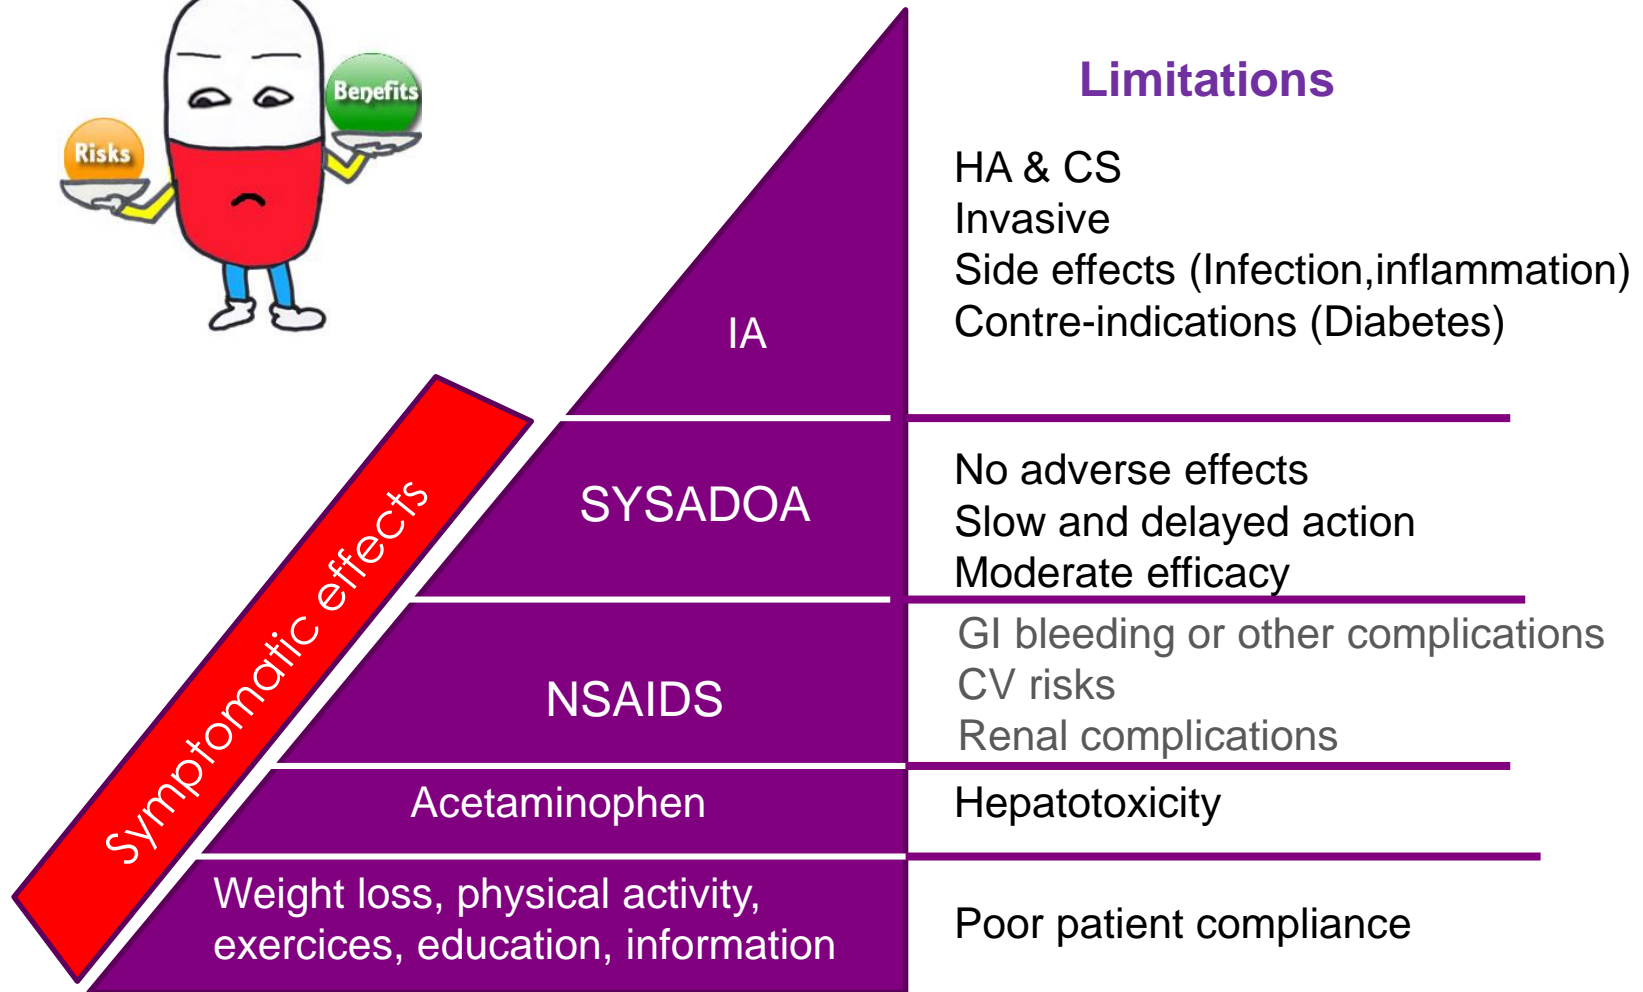 Risks
Benefits
Limitations
HA & CS
Invasive
Side effects (Infection,inflammation)
Contre-indications (Diabetes)
IA
SYSADOA
No adverse effects
Slow and delayed action
Moderate efficacy
NSAIDS
GI bleeding or other complications
CV risks
Renal complications
Acetaminophen
Hepatotoxicity
Weight loss, physical activity,
exercices, education, information
Poor patient compliance
Symptomatic effects